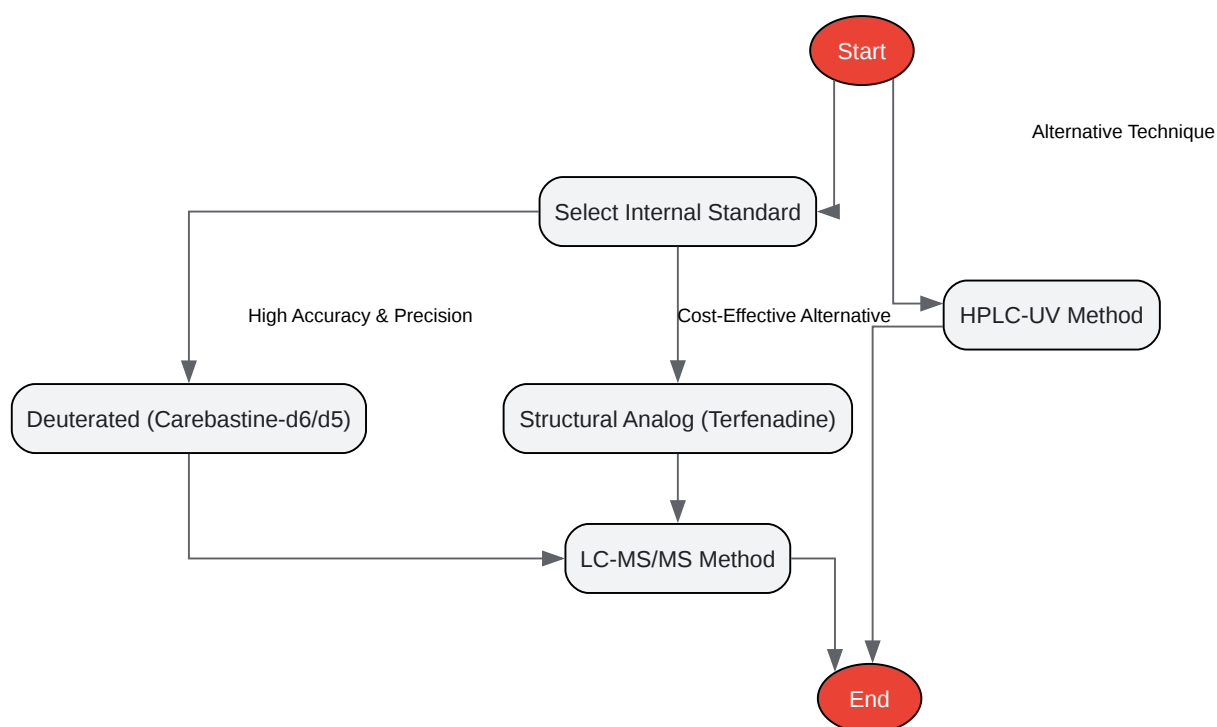 Start
Alternative Technique
Select Internal Standard
High Accuracy & Precision
Cost-Effective Alternative
HPLC-UV Method
Deuterated (Carebastine-d6/d5)
Structural Analog (Terfenadine)
LC-MS/MS Method
End